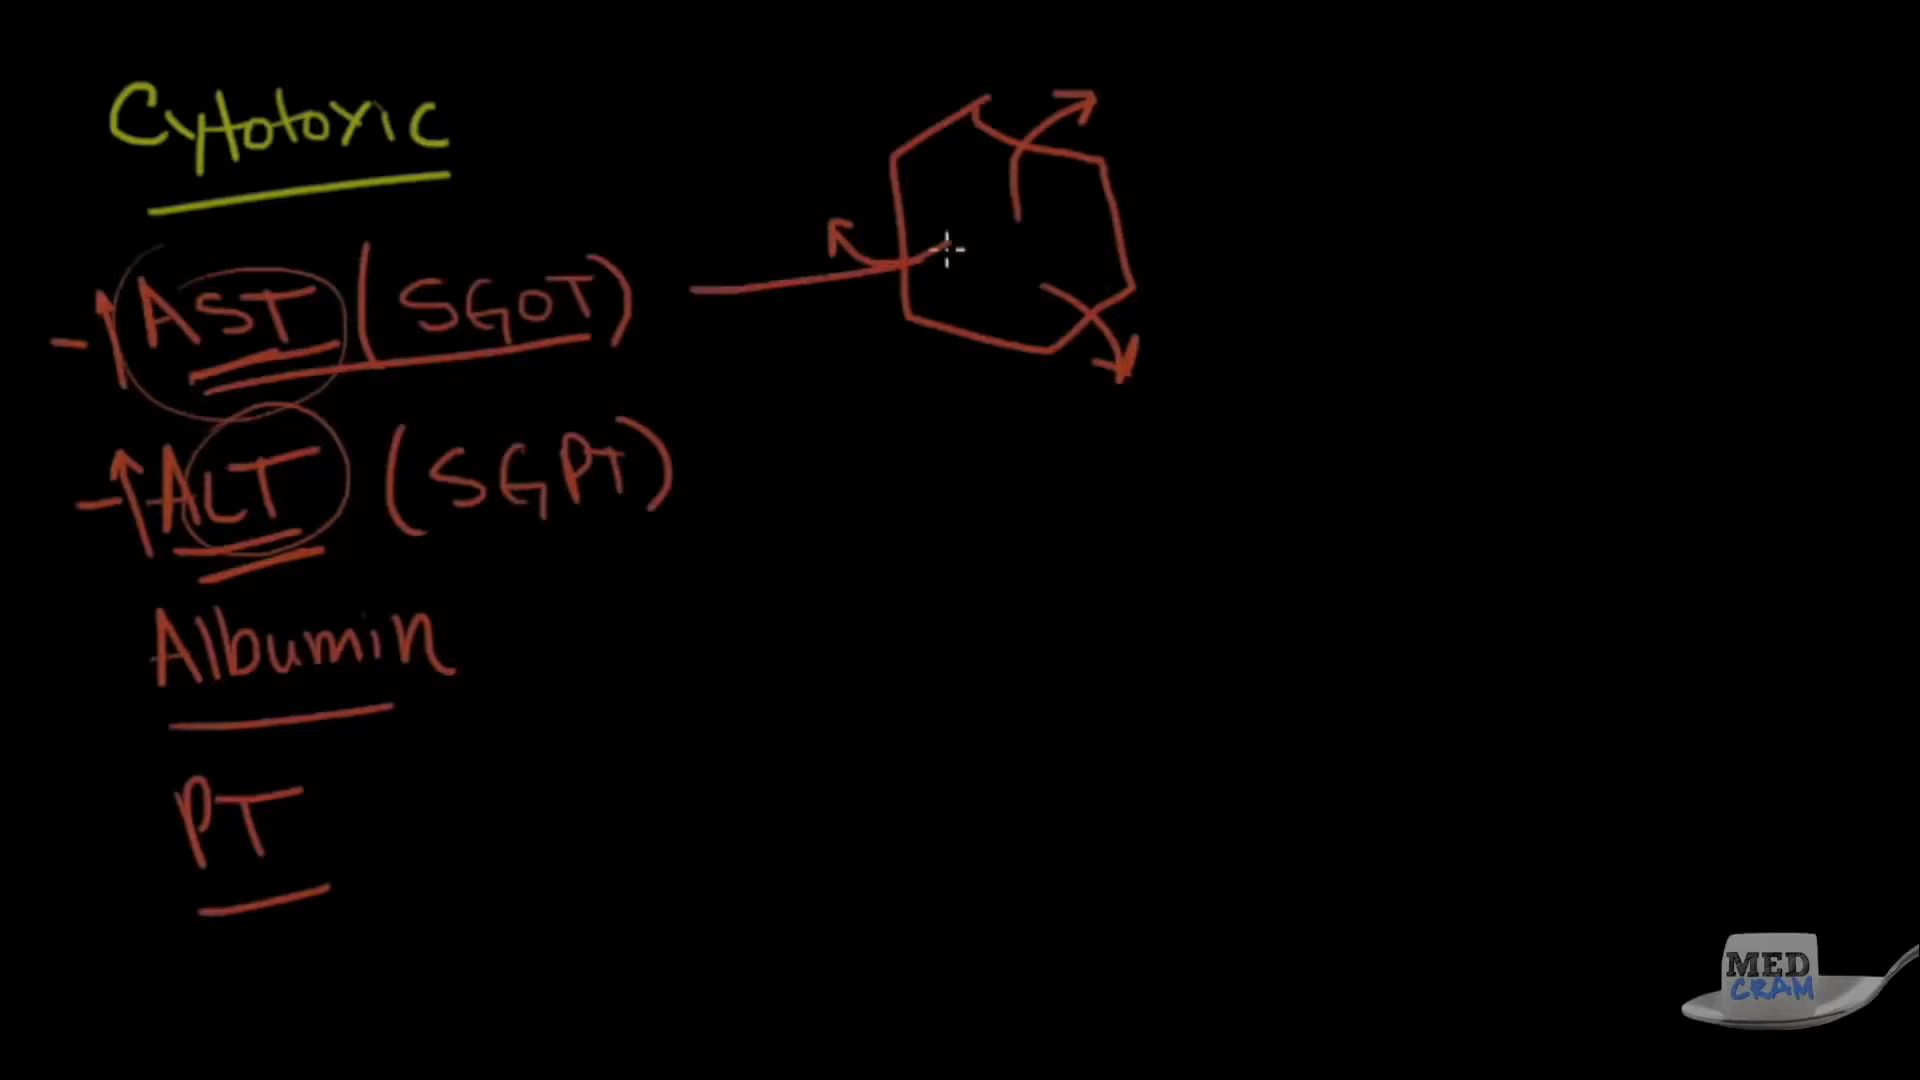 Cytotoxic
AST (SGOT)
ALT (SGPT)
Albumin
PT
MED
CRAM